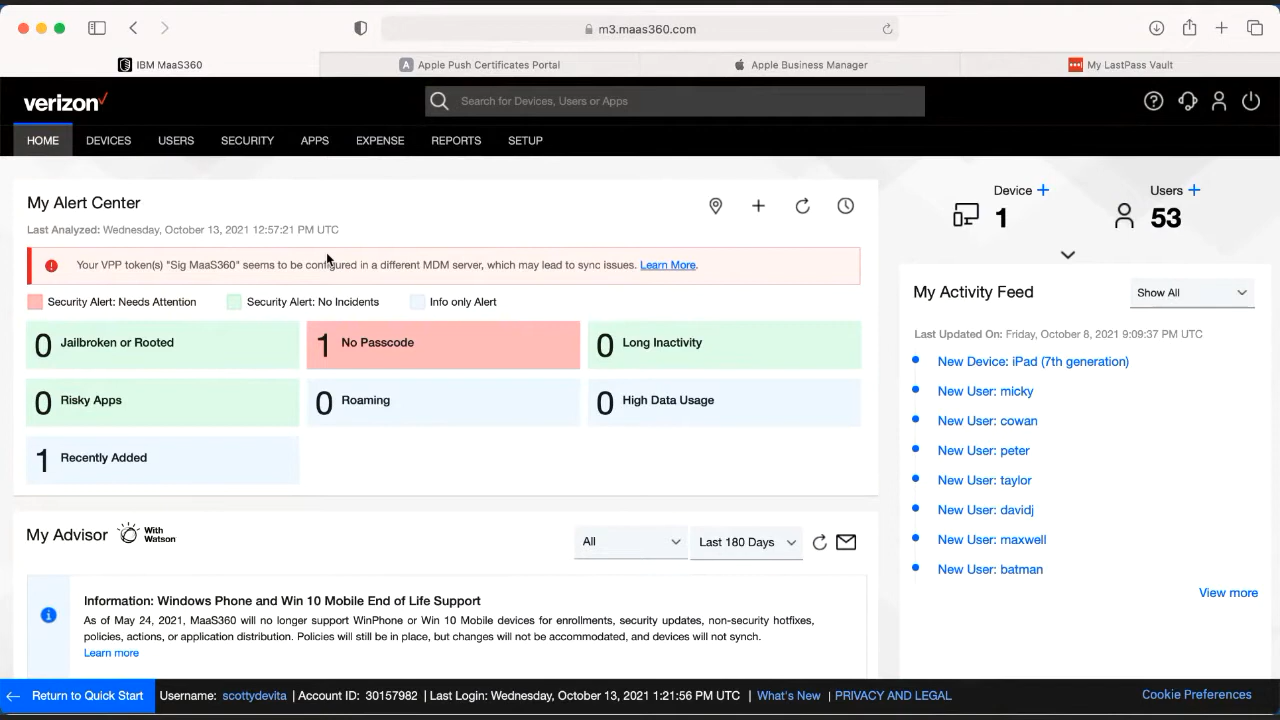 m3.maas360.com
IBM MaaS360
Apple Push Certificates Portal
Apple Business Manager
My LastPass Vault
verizon
Search for Devices, Users or Apps
HOME DEVICES USERS SECURITY APPS EXPENSE REPORTS SETUP
My Alert Center
Last Analyzed: Wednesday, October 13, 2021 12:57:21 PM UTC
Your VPP token(s) "Sig MaaS360" seems to be configured in a different MDM server, which may lead to sync issues. Learn More.
Security Alert: Needs Attention
Security Alert: No Incidents
Info only Alert
0 Jailbroken or Rooted
1 No Passcode
0 Long Inactivity
0 Risky Apps
0 Roaming
0 High Data Usage
1 Recently Added
Device +
1
Users +
53
My Activity Feed
Show All
Last Updated On: Friday, October 8, 2021 9:09:37 PM UTC
New Device: iPad (7th generation)
New User: micky
New User: cowan
New User: peter
New User: taylor
New User: davidj
New User: maxwell
New User: batman
View more
My Advisor
With
Watson
All
Last 180 Days
Information: Windows Phone and Win 10 Mobile End of Life Support
As of May 24, 2021, MaaS360 will no longer support WinPhone or Win 10 Mobile devices for enrollments, security updates, non-security hotfixes,
policies, actions, or application distribution. Policies will still be in place, but changes will not be accommodated, and devices will not synch.
Learn more
Return to Quick Start
Username: scottydevita | Account ID: 30157982 | Last Login: Wednesday, October 13, 2021 1:21:56 PM UTC | What's New | PRIVACY AND LEGAL
Cookie Preferences